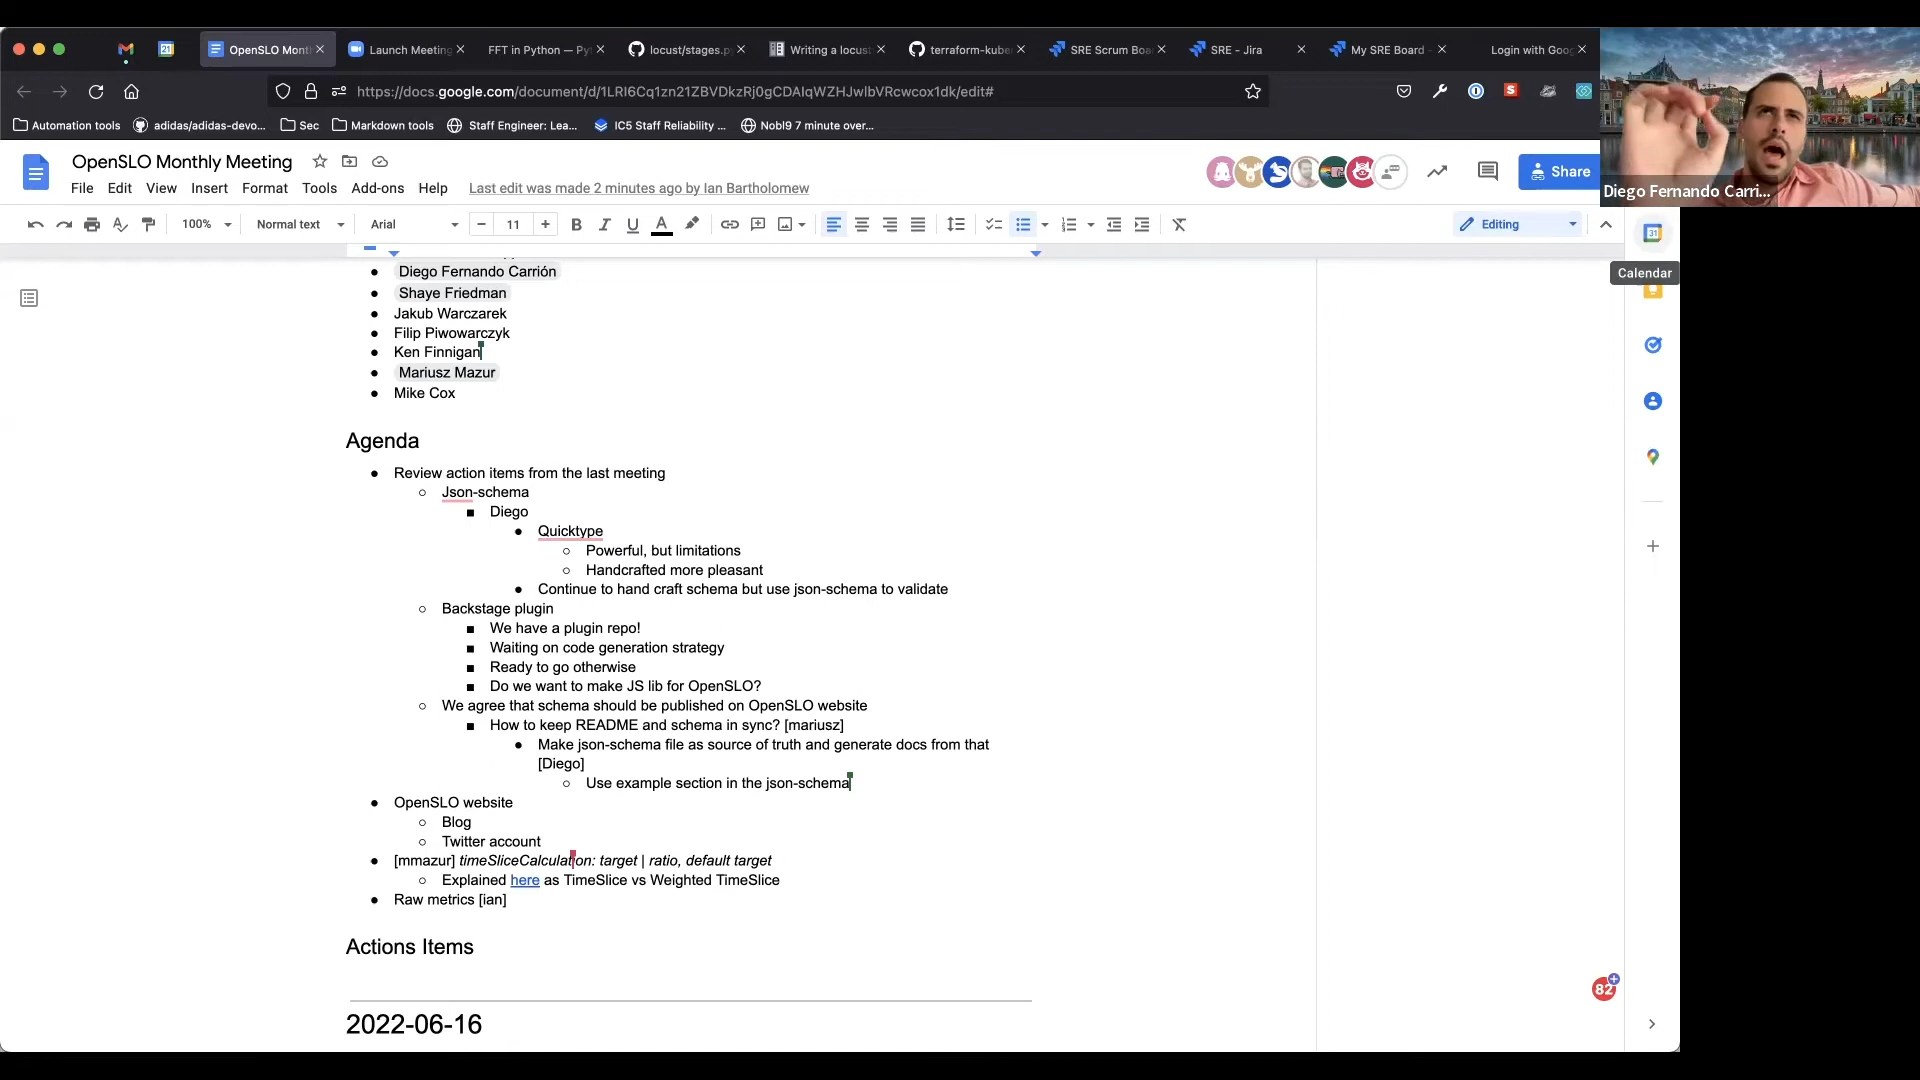 OpenSLO Mont
Launch Meeting
FFT in Python — Py
locust/stages.p
Writing a locus
terraform-kube
SRE Scrum Boa
SRE - Jira
My SRE Board -
Login with Goog
https://docs.google.com/document/d/1LRI6Cq1zn21ZBVDkzRj0gCDAIqWZHJwlbVRcwcox1dk/edit#
Automation tools
adidas/adidas-devo...
Sec
Markdown tools
Staff Engineer: Lea...
IC5 Staff Reliability ...
Nobl9 7 minute over...
OpenSLO Monthly Meeting
File Edit View Insert Format Tools Add-ons Help
Last edit was made 2 minutes ago by Ian Bartholomew
Share
Diego Fernando Carri...
100%
Normal text
Arial
11
Editing
Calendar
Diego Fernando Carrión
Shaye Friedman
Jakub Warczarek
Filip Piwowarczyk
Ken Finnigan
Mariusz Mazur
Mike Cox
Agenda
Review action items from the last meeting
Json-schema
Diego
Quicktype
Powerful, but limitations
Handcrafted more pleasant
Continue to hand craft schema but use json-schema to validate
Backstage plugin
We have a plugin repo!
Waiting on code generation strategy
Ready to go otherwise
Do we want to make JS lib for OpenSLO?
We agree that schema should be published on OpenSLO website
How to keep README and schema in sync? [mariusz]
Make json-schema file as source of truth and generate docs from that
[Diego]
Use example section in the json-schema
OpenSLO website
Blog
Twitter account
[mmazur] timeSliceCalculation: target | ratio, default target
Explained here as TimeSlice vs Weighted TimeSlice
Raw metrics [ian]
Actions Items
82
2022-06-16